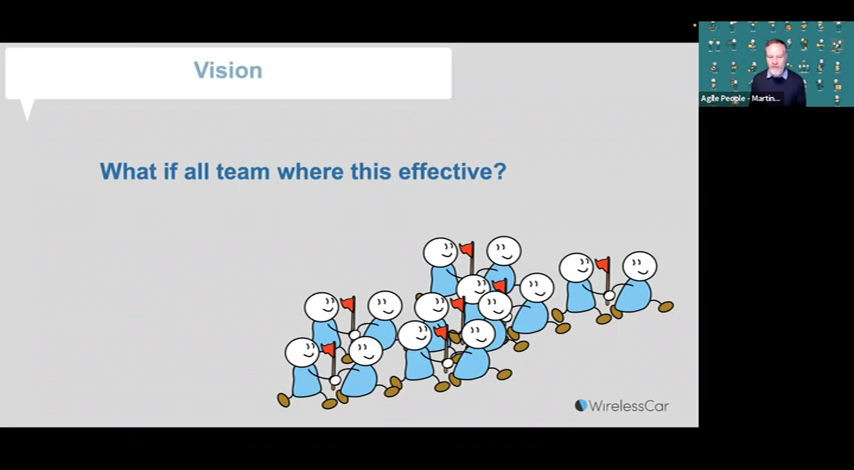 Vision
What if all team where this effective?
WirelessCar
Agile People - Martin...